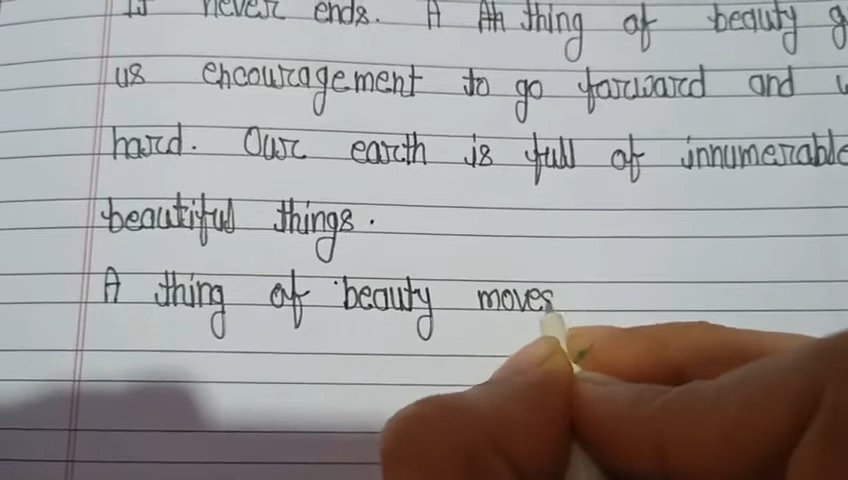 never ends. A thing of beauty
us encouragement to go forward and
hard. Our earth is full of innumerable
beautiful things.
A thing of beauty moves